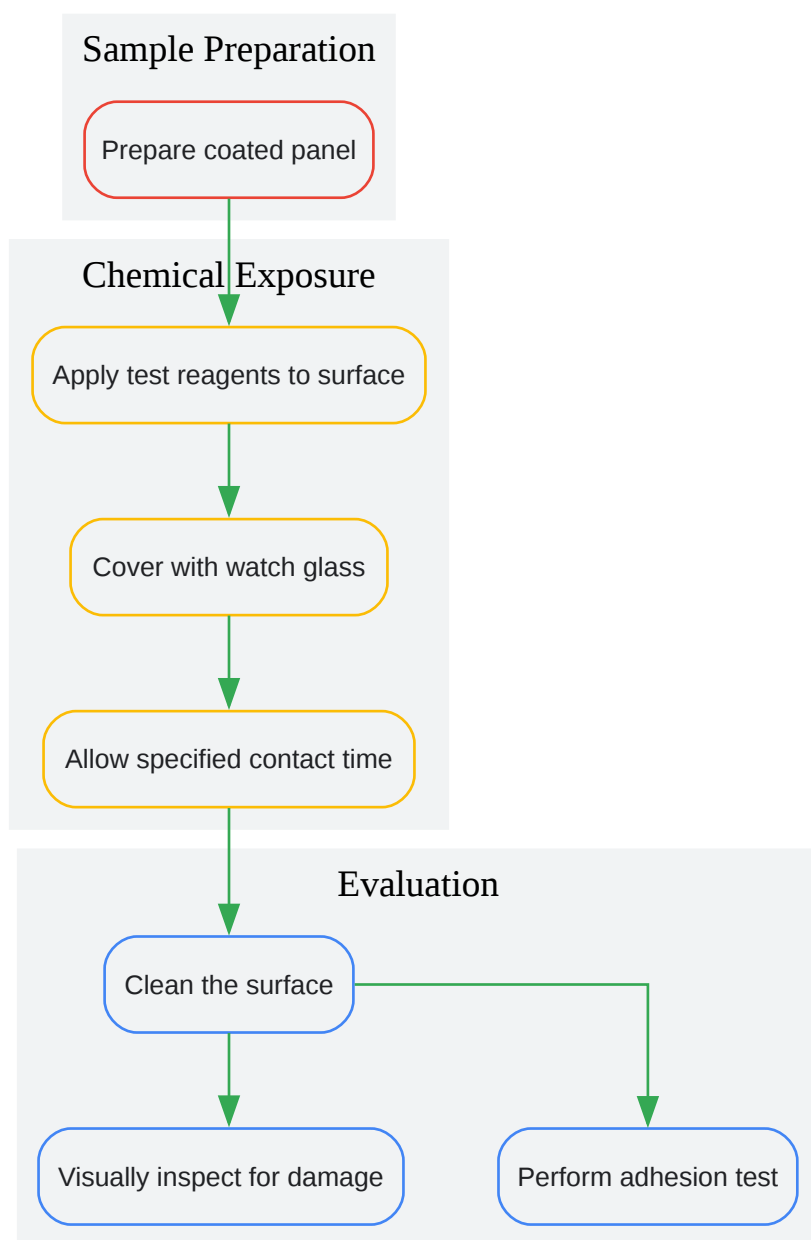 Sample Preparation
Prepare coated panel
Chemical Exposure
Apply test reagents to surface
Cover with watch glass
Allow specified contact time
Evaluation
Clean the surface
Visually inspect for damage
Perform adhesion test